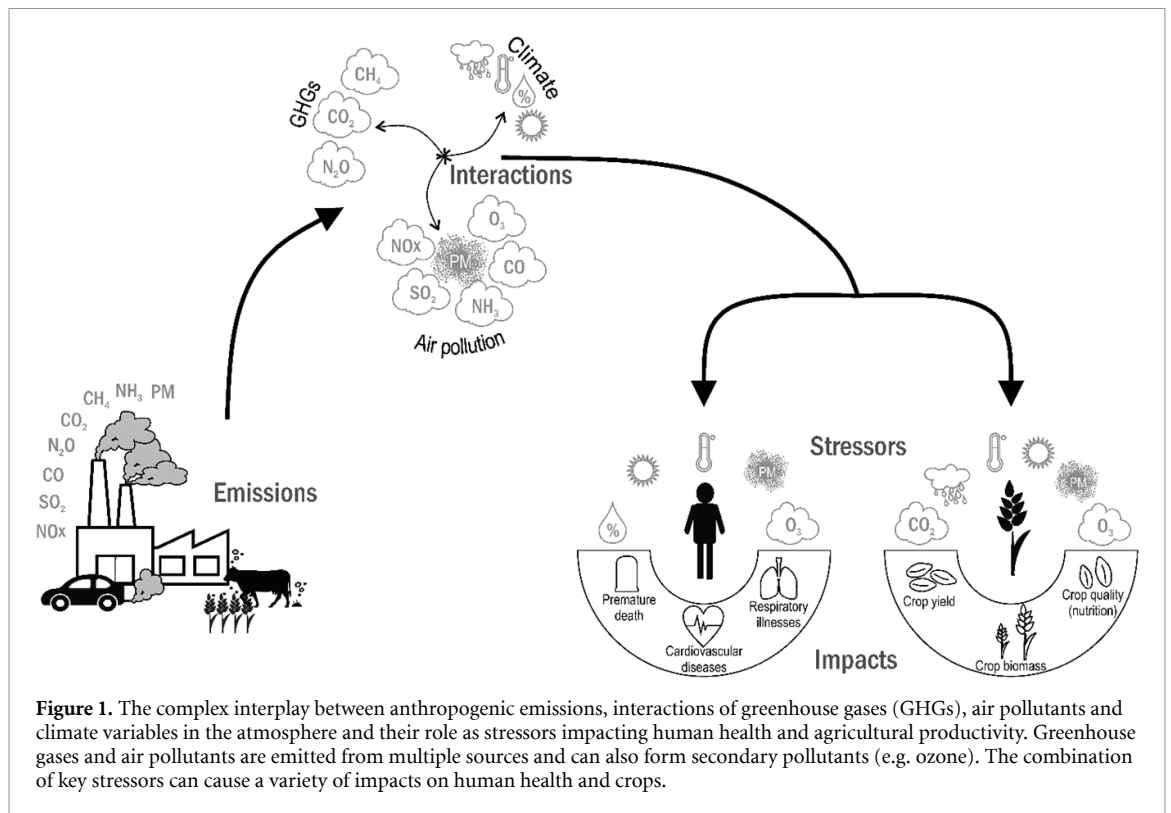 Climate
CH₄
GHGs
%
CO₂
N₂O
Interactions
O₃
NOx
PM
CO
SO₂
NH₃
Air pollution
CH₄ NH₃ PM
CO₂
N₂O
CO
SO₂
NOx
Emissions
Stressors
PM
%
O₃
PM
CO₂
O₃
Premature
death
Respiratory
illnesses
Cardiovascular
diseases
Crop yield
Crop quality
(nutrition)
Crop biomass
Impacts
Figure 1. The complex interplay between anthropogenic emissions, interactions of greenhouse gases (GHGs), air pollutants and
climate variables in the atmosphere and their role as stressors impacting human health and agricultural productivity. Greenhouse
gases and air pollutants are emitted from multiple sources and can also form secondary pollutants (e.g. ozone). The combination
of key stressors can cause a variety of impacts on human health and crops.